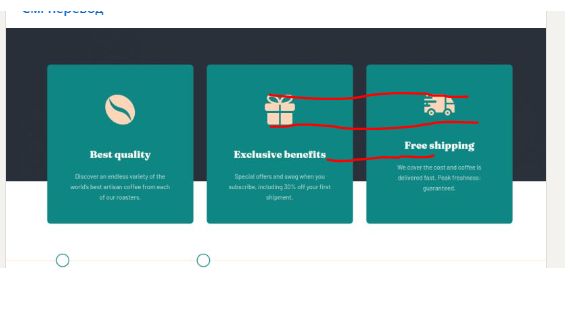 СМГ перевод
Best quality
Discover an endless variety of the
world's best artisan coffee from each
of our roasters.
Exclusive benefits
Special offers and swag when you
subscribe, including 30% off your first
shipment.
Free shipping
We cover the cost and coffee is
delivered fast. Peak freshness:
guaranteed.